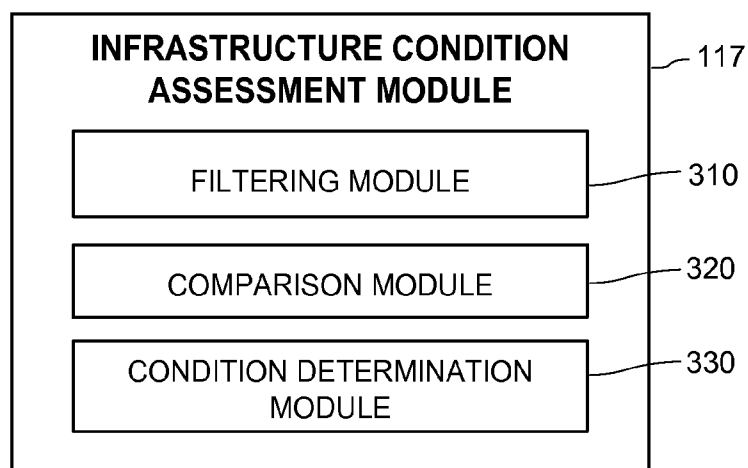 INFRASTRUCTURE CONDITION
ASSESSMENT MODULE
117
FILTERING MODULE
310
COMPARISON MODULE
320
CONDITION DETERMINATION
MODULE
330